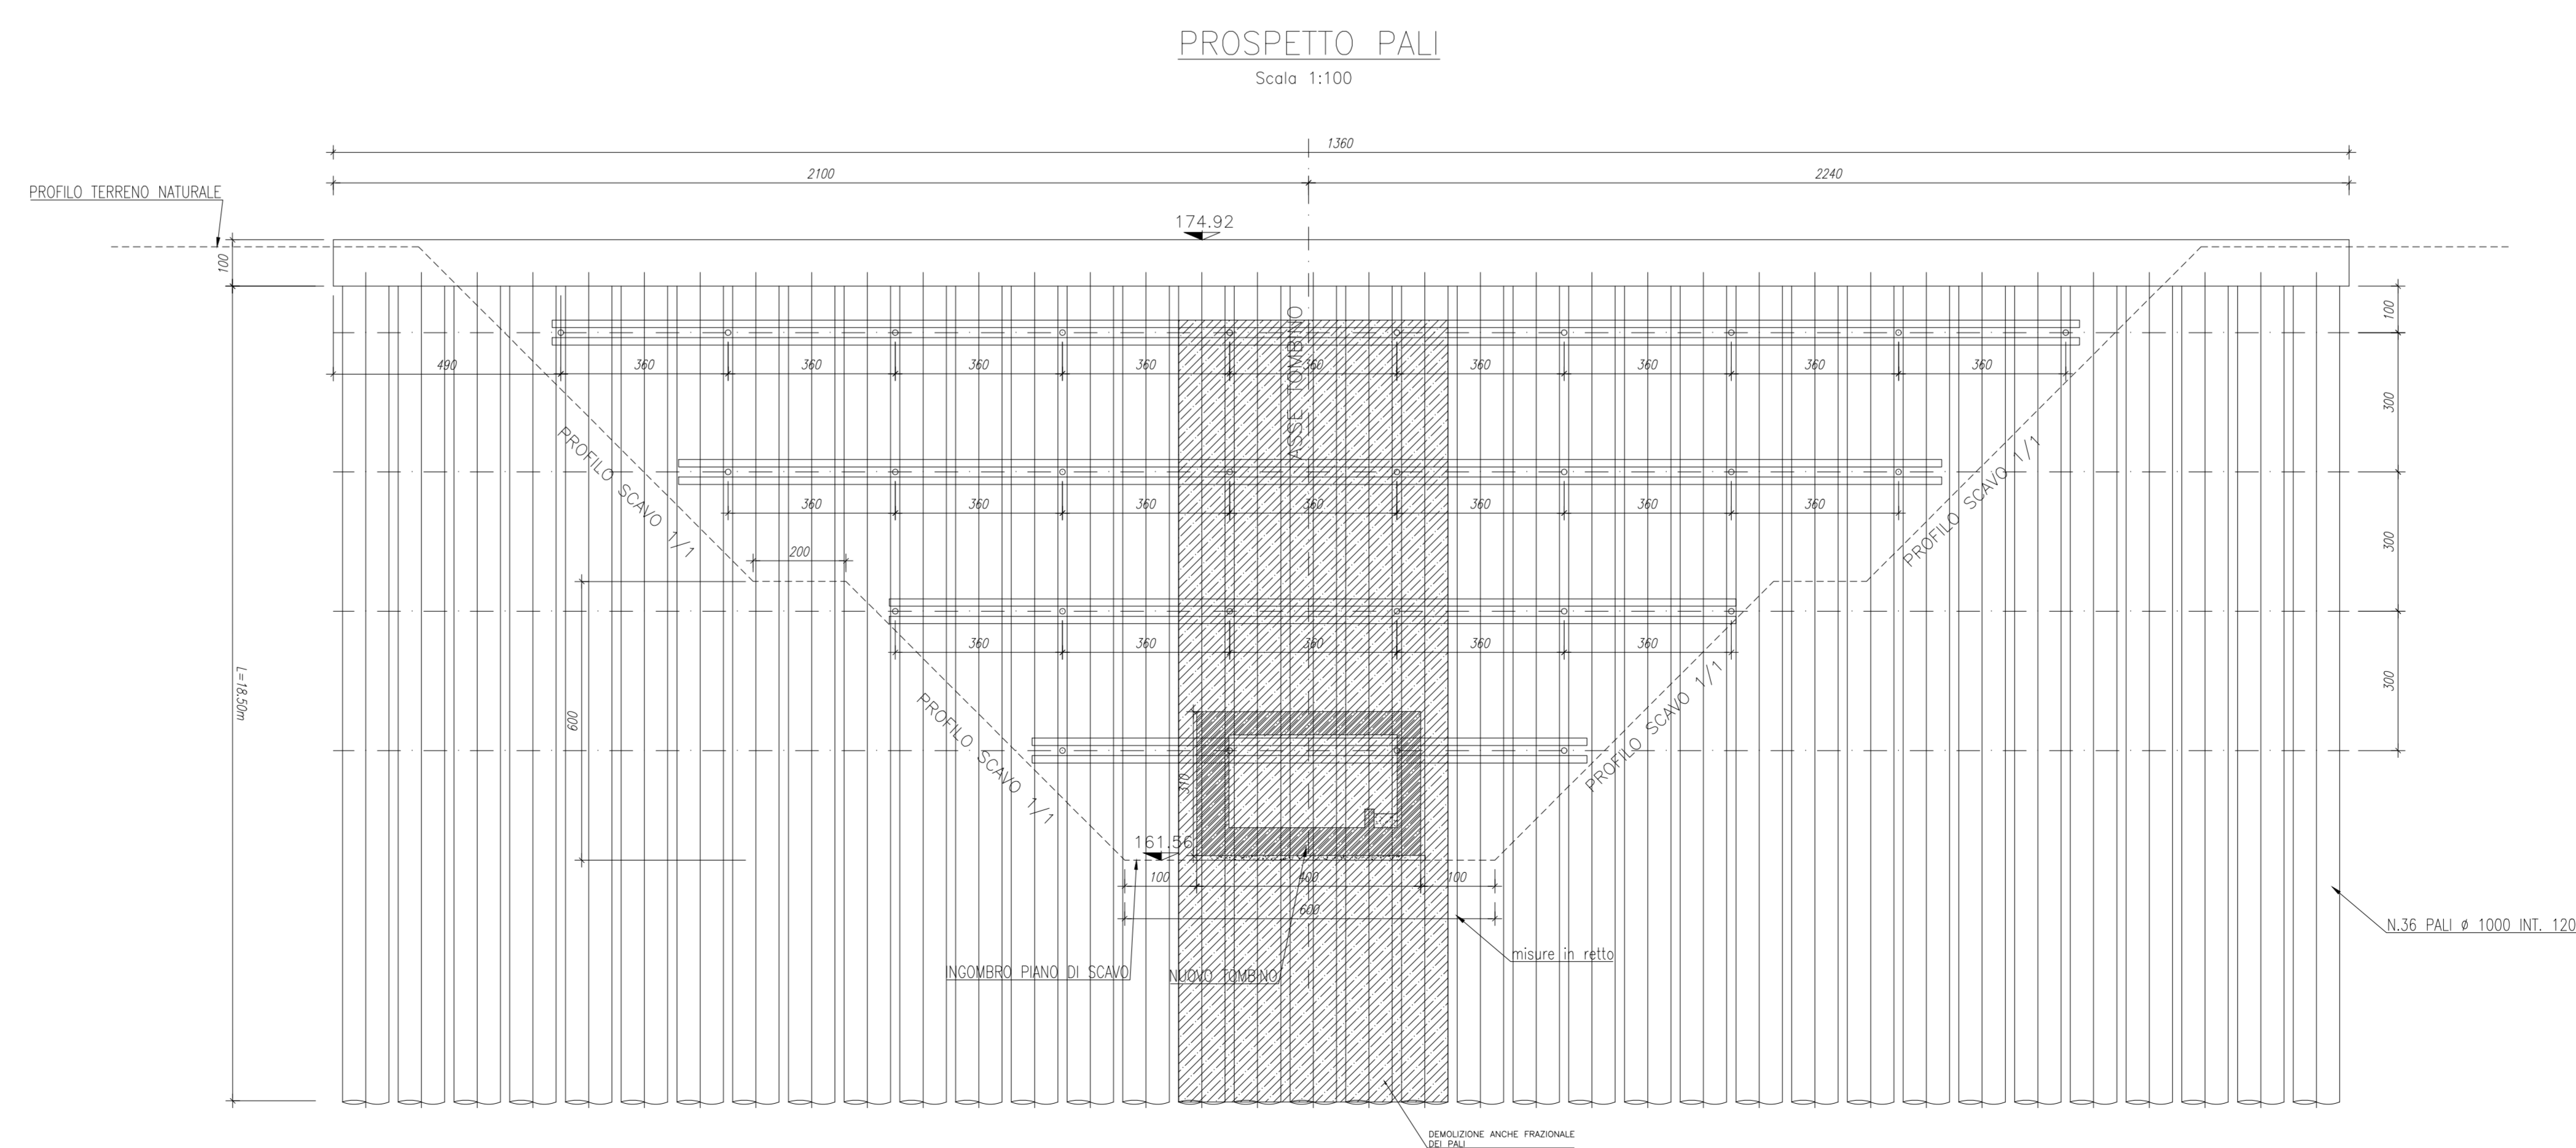 PROSPETTO PALI
Scala 1:100
1360
2100
2240
PROFILO TERRENO NATURALE
174.92
100
100
ASSE TOMBINO
490
360
360
360
360
360
360
360
360
360
300
PROFILO SCAVO 1/1
PROFILO SCAVO 1/1
360
360
360
360
360
360
360
300
200
360
360
360
360
360
300
L=18.50m
600
PROFILO SCAVO 1/1
PROFILO SCAVO 1/1
310
161.56
100
400
100
600
N.36 PALI ø 1000 INT. 120
misure in retto
INGOMBRO PIANO DI SCAVO
NUOVO TOMBINO
DEMOLIZIONE ANCHE FRAZIONALE
DEI PALI